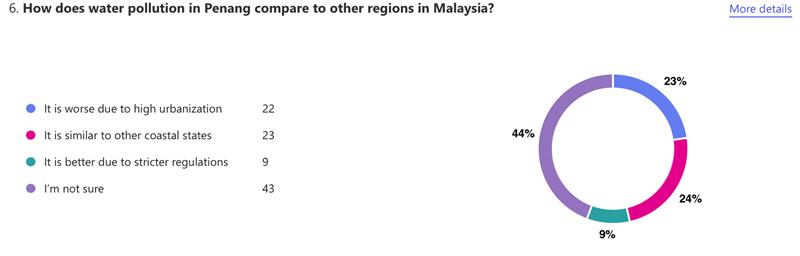 6. How does water pollution in Penang compare to other regions in Malaysia?
More details
It is worse due to high urbanization 22
It is similar to other coastal states 23
It is better due to stricter regulations 9
I'm not sure 43
23%
44%
24%
9%